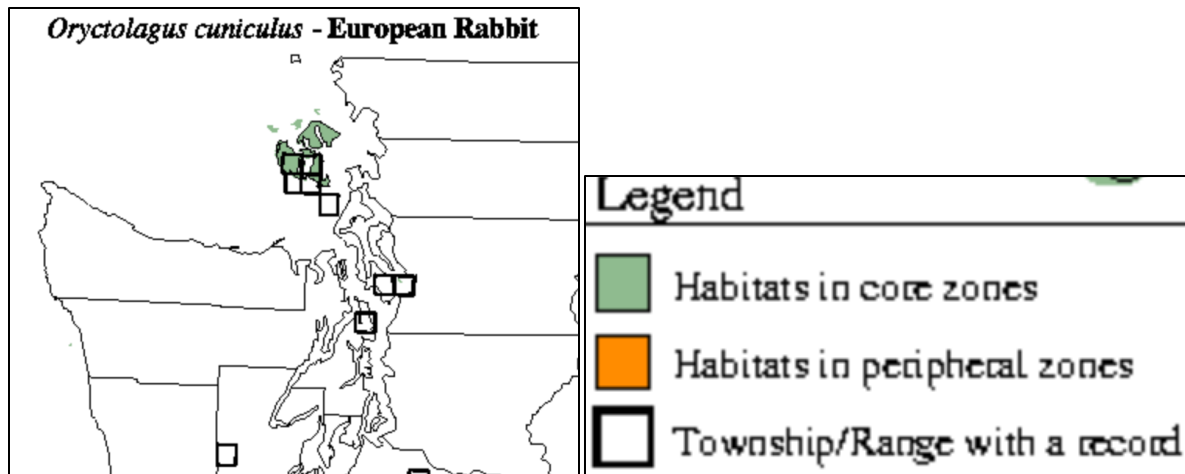 Oryctolagus cuniculus - European Rabbit
Legend
Habitats in core zones
Habitats in peripheral zones
Township/Range with a record